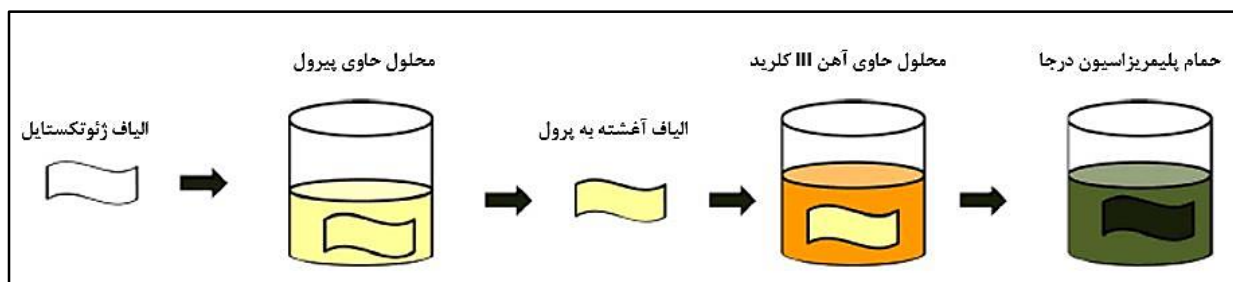 الیاف ژئوتکستایل
محلول حاوی پیرول
الیاف آغشته به پرول
محلول حاوی آهن III کلرید
حمام پلیمریزاسیون درجا